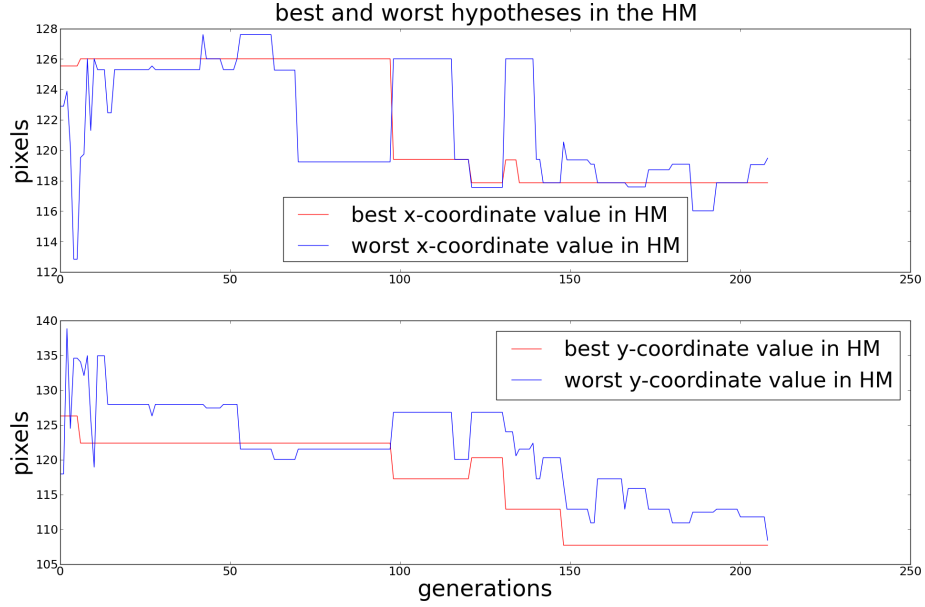 best and worst hypotheses in the HM
128
126
124
122
120
118
116
114
112
pixels
best x-coordinate value in HM
worst x-coordinate value in HM
0 50 100 150 200 250
140
135
130
125
120
115
110
105
pixels
best y-coordinate value in HM
worst y-coordinate value in HM
0 50 100 150 200 250
generations